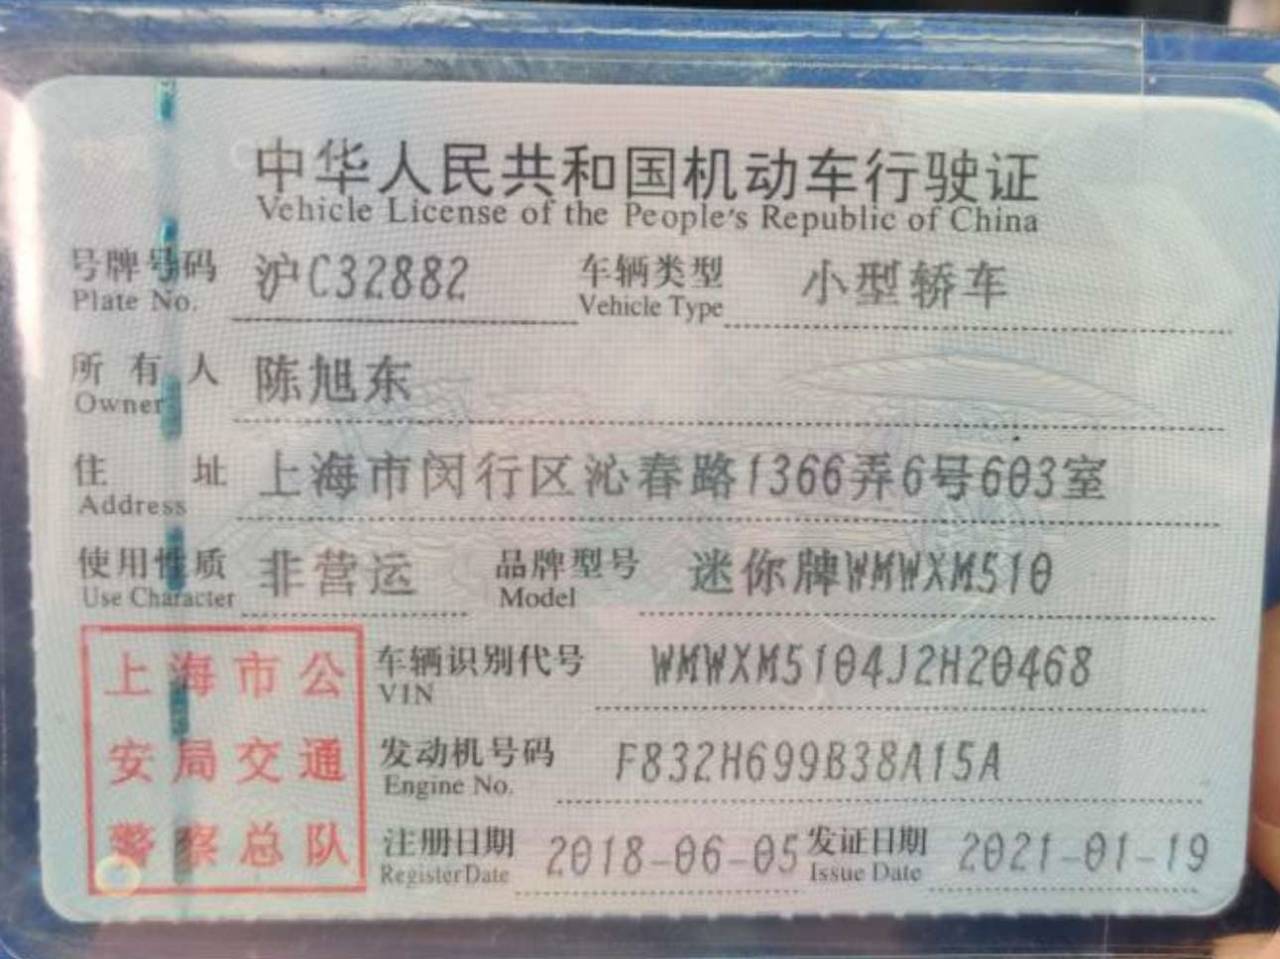 中华人民共和国机动车行驶证
Vehicle License of the People's Republic of China
号牌号码 沪C32882 车辆类型 小型轿车
Plate No. Vehicle Type
所有人 陈旭东
Owner
住址 上海市闵行区沁春路1366弄6号603室
Address
使用性质 非营运 品牌型号 迷你牌WMWXM510
Use Character Model
上海市公
安局交通
警察总队
车辆识别代号 WMWXM5104J2H20468
VIN
发动机号码 F832H699B38A15A
Engine No.
注册日期 2018-06-05 发证日期 2021-01-19
Register Date Issue Date